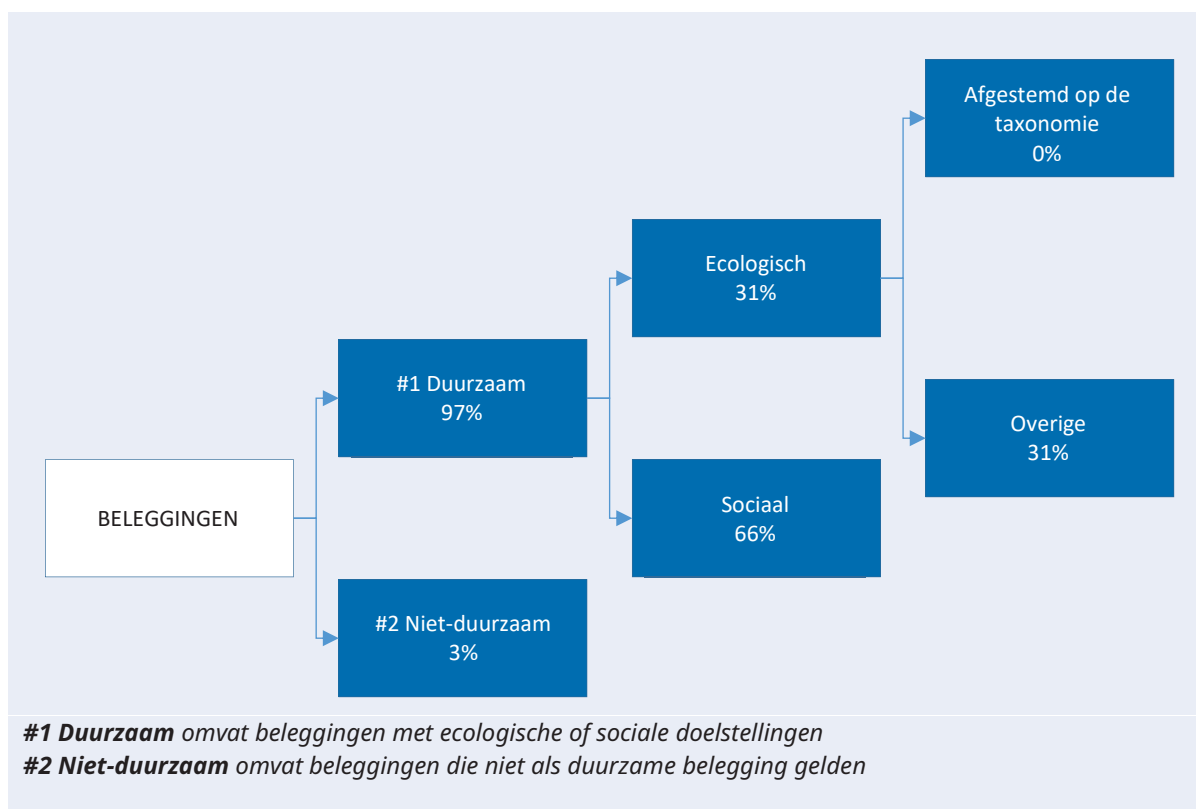 Afgestemd op de
taxonomie
0%
Ecologisch
31%
#1 Duurzaam
97%
Overige
31%
BELEGGINGEN
Sociaal
66%
#2 Niet-duurzaam
3%
#1 Duurzaam omvat beleggingen met ecologische of sociale doelstellingen
#2 Niet-duurzaam omvat beleggingen die niet als duurzame belegging gelden